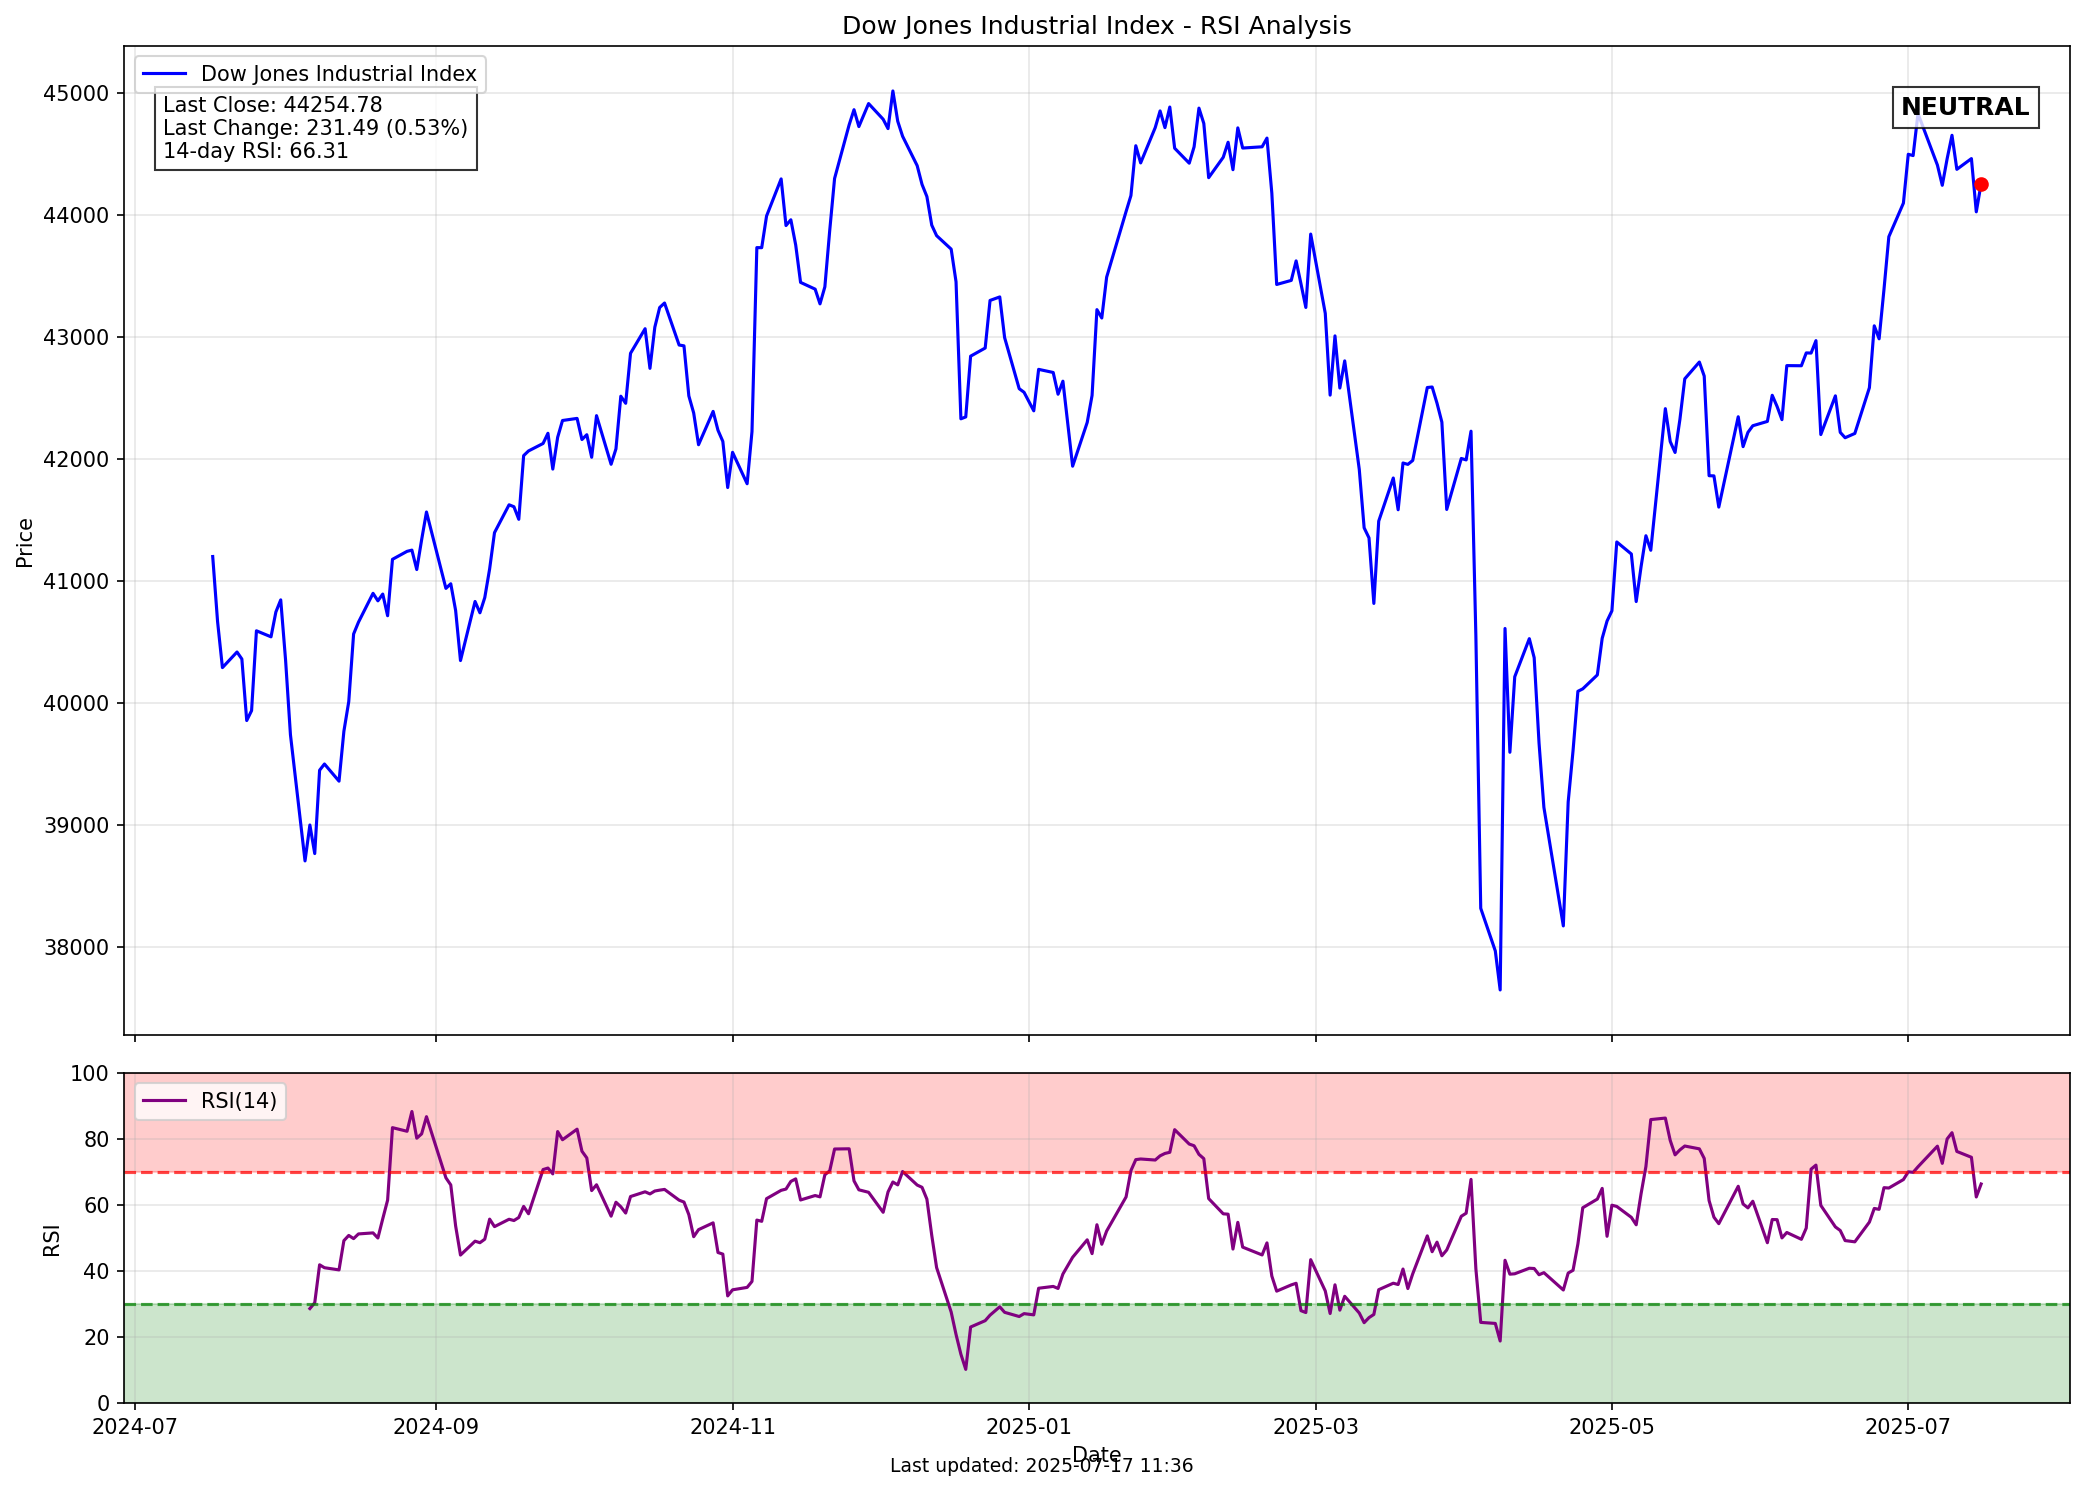 Dow Jones Industrial Index - RSI Analysis
Dow Jones Industrial Index
Last Close: 44254.78
Last Change: 231.49 (0.53%)
14-day RSI: 66.31
NEUTRAL
Price
45000
44000
43000
42000
41000
40000
39000
38000
RSI(14)
RSI
100
80
60
40
20
0
2024-07
2024-09
2024-11
2025-01
2025-03
2025-05
2025-07
Date
Last updated: 2025-07-17 11:36